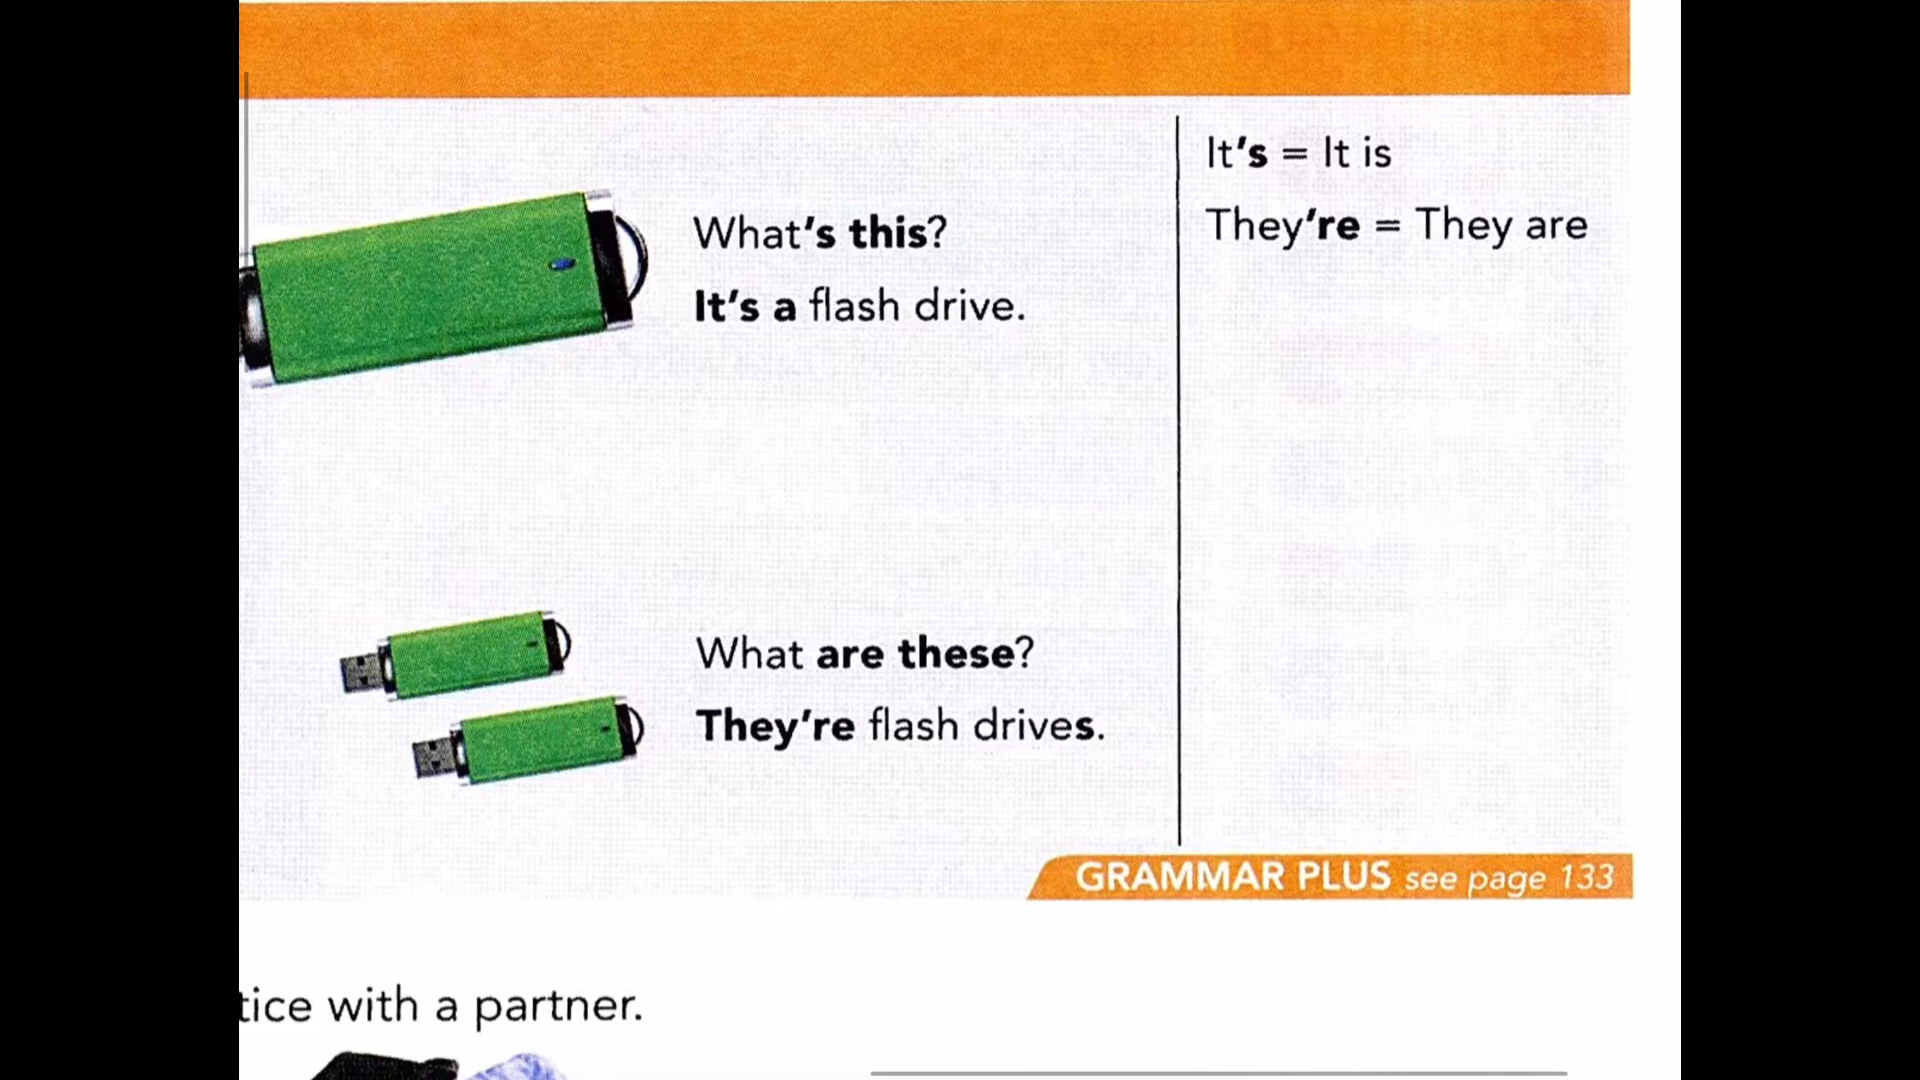 What's this?
It's a flash drive.
What are these?
They're flash drives.
It's = It is
They're = They are
GRAMMAR PLUS see page 133
with a partner.